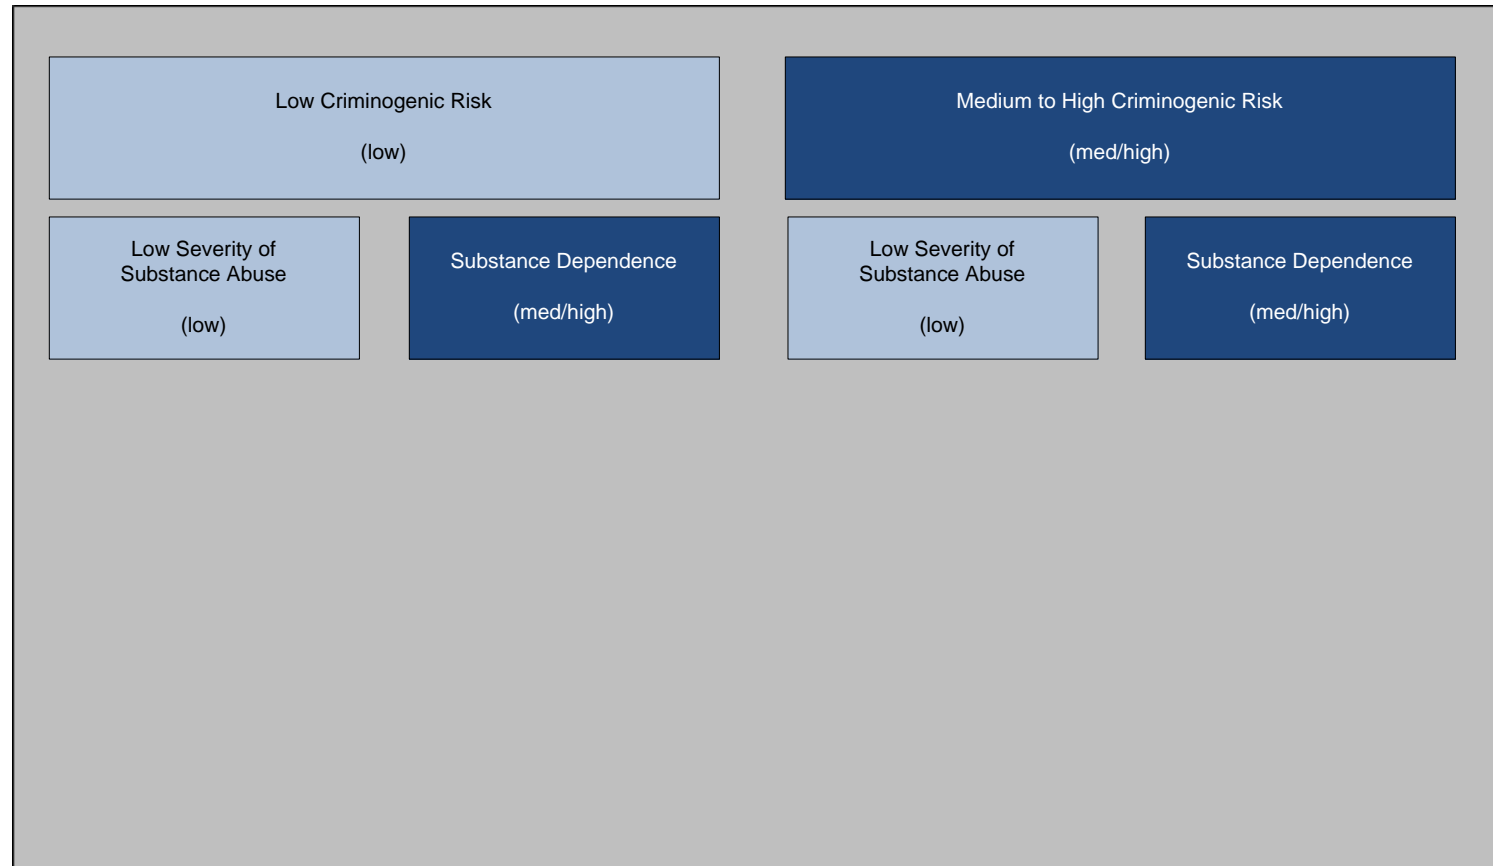 Low Criminogenic Risk
(low)
Medium to High Criminogenic Risk
(med/high)
Low Severity of
Substance Abuse
(low)
Substance Dependence
(med/high)
Low Severity of
Substance Abuse
(low)
Substance Dependence
(med/high)